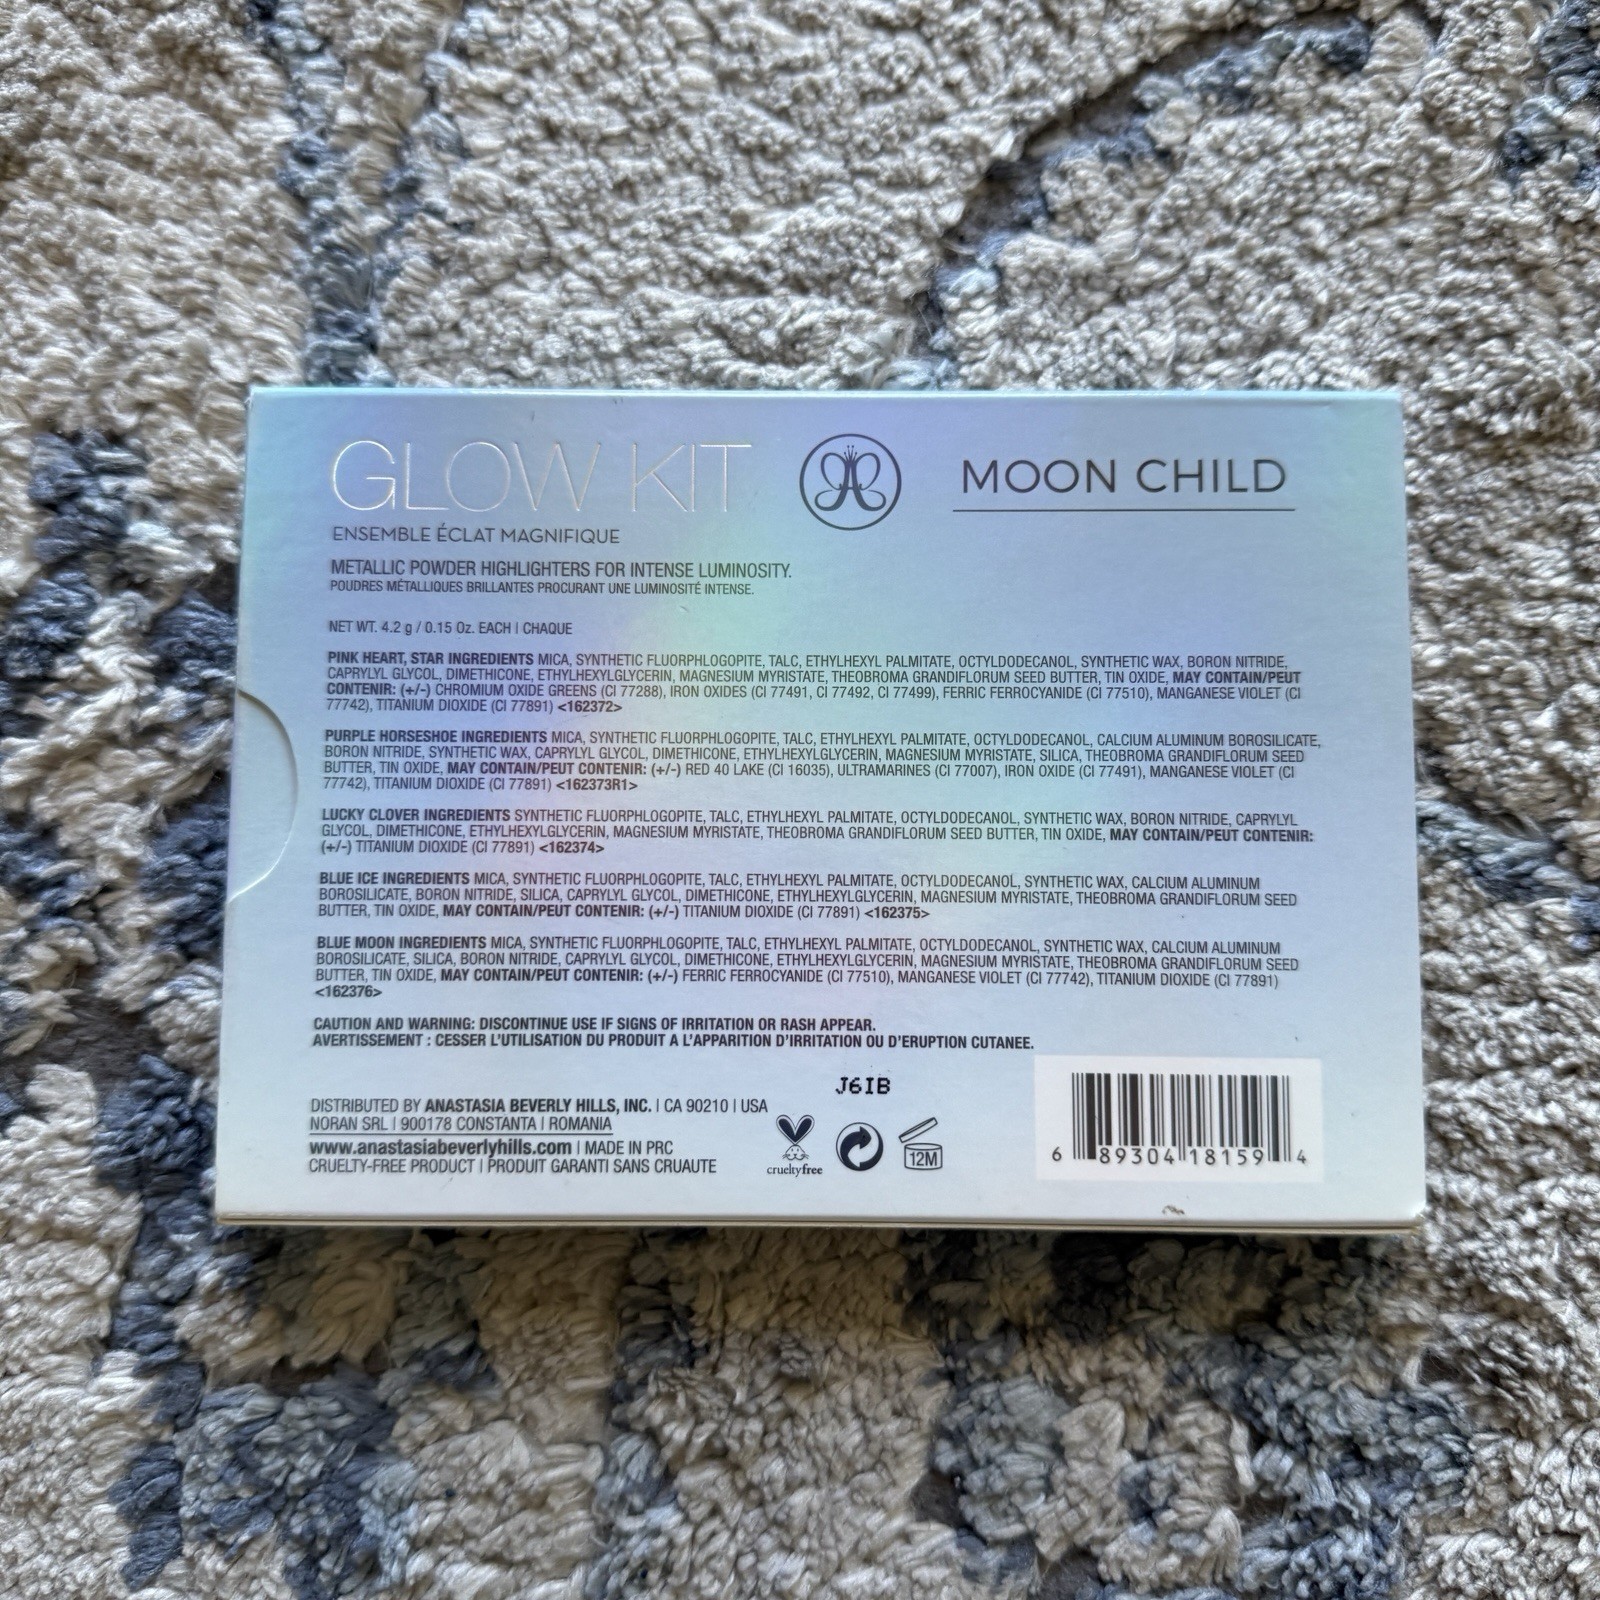 GLOW KIT
MOON CHILD
ENSEMBLE ÉCLAT MAGNIFIQUE
METALLIC POWDER HIGHLIGHTERS FOR INTENSE LUMINOSITY.
POUDRES MÉTALLIQUES BRILLANTES PROCURANT UNE LUMINOSITÉ INTENSE.
NET WT. 4.2 g / 0.15 Oz. EACH | CHAQUE
PINK HEART, STAR INGREDIENTS MICA, SYNTHETIC FLUORPHLOGOPITE, TALC, ETHYLHEXYL PALMITATE, OCTYLDODECANOL, SYNTHETIC WAX, BORON NITRIDE,
CAPRYLYL GLYCOL, DIMETHICONE, ETHYLHEXYLGLYCERIN, MAGNESIUM MYRISTATE, THEOBROMA GRANDIFLORUM SEED BUTTER, TIN OXIDE, MAY CONTAIN/PEUT
CONTENIR: (+/-) CHROMIUM OXIDE GREENS (CI 77288), IRON OXIDES (CI 77491, CI 77492, CI 77499), FERRIC FERROCYANIDE (CI 77510), MANGANESE VIOLET (CI
77742), TITANIUM DIOXIDE (CI 77891) <162372>
PURPLE HORSESHOE INGREDIENTS MICA, SYNTHETIC FLUORPHLOGOPITE, TALC, ETHYLHEXYL PALMITATE, OCTYLDODECANOL, CALCIUM ALUMINUM BOROSILICATE,
BORON NITRIDE, SYNTHETIC WAX, CAPRYLYL GLYCOL, DIMETHICONE, ETHYLHEXYLGLYCERIN, MAGNESIUM MYRISTATE, SILICA, THEOBROMA GRANDIFLORUM SEED
BUTTER, TIN OXIDE, MAY CONTAIN/PEUT CONTENIR: (+/-) RED 40 LAKE (CI 16035), ULTRAMARINES (CI 77007), IRON OXIDE (CI 77491), MANGANESE VIOLET (CI
77742), TITANIUM DIOXIDE (CI 77891) <162373R1>
LUCKY CLOVER INGREDIENTS SYNTHETIC FLUORPHLOGOPITE, TALC, ETHYLHEXYL PALMITATE, OCTYLDODECANOL, SYNTHETIC WAX, BORON NITRIDE, CAPRYLYL
GLYCOL, DIMETHICONE, ETHYLHEXYLGLYCERIN, MAGNESIUM MYRISTATE, THEOBROMA GRANDIFLORUM SEED BUTTER, TIN OXIDE, MAY CONTAIN/PEUT CONTENIR:
(+/-) TITANIUM DIOXIDE (CI 77891) <162374>
BLUE ICE INGREDIENTS MICA, SYNTHETIC FLUORPHLOGOPITE, TALC, ETHYLHEXYL PALMITATE, OCTYLDODECANOL, SYNTHETIC WAX, CALCIUM ALUMINUM
BOROSILICATE, BORON NITRIDE, SILICA, CAPRYLYL GLYCOL, DIMETHICONE, ETHYLHEXYLGLYCERIN, MAGNESIUM MYRISTATE, THEOBROMA GRANDIFLORUM SEED
BUTTER, TIN OXIDE, MAY CONTAIN/PEUT CONTENIR: (+/-) TITANIUM DIOXIDE (CI 77891) <162375>
BLUE MOON INGREDIENTS MICA, SYNTHETIC FLUORPHLOGOPITE, TALC, ETHYLHEXYL PALMITATE, OCTYLDODECANOL, SYNTHETIC WAX, CALCIUM ALUMINUM
BOROSILICATE, SILICA, BORON NITRIDE, CAPRYLYL GLYCOL, DIMETHICONE, ETHYLHEXYLGLYCERIN, MAGNESIUM MYRISTATE, THEOBROMA GRANDIFLORUM SEED
BUTTER, TIN OXIDE, MAY CONTAIN/PEUT CONTENIR: (+/-) FERRIC FERROCYANIDE (CI 77510), MANGANESE VIOLET (CI 77742), TITANIUM DIOXIDE (CI 77891)
<162376>
CAUTION AND WARNING: DISCONTINUE USE IF SIGNS OF IRRITATION OR RASH APPEAR.
AVERTISSEMENT : CESSER L'UTILISATION DU PRODUIT A L'APPARITION D'IRRITATION OU D'ERUPTION CUTANEE.
J6IB
DISTRIBUTED BY ANASTASIA BEVERLY HILLS, INC. | CA 90210 | USA
NORAN SRL | 900178 CONSTANTA | ROMANIA
www.anastasiabeverlyhills.com | MADE IN PRC
CRUELTY-FREE PRODUCT | PRODUIT GARANTI SANS CRUAUTE
crueltyfree
12M
6 89304 18159 4